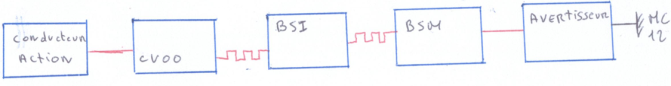 conducteur
Action
CV00
BSI
BSM
AVERTISSEUR
MC
12